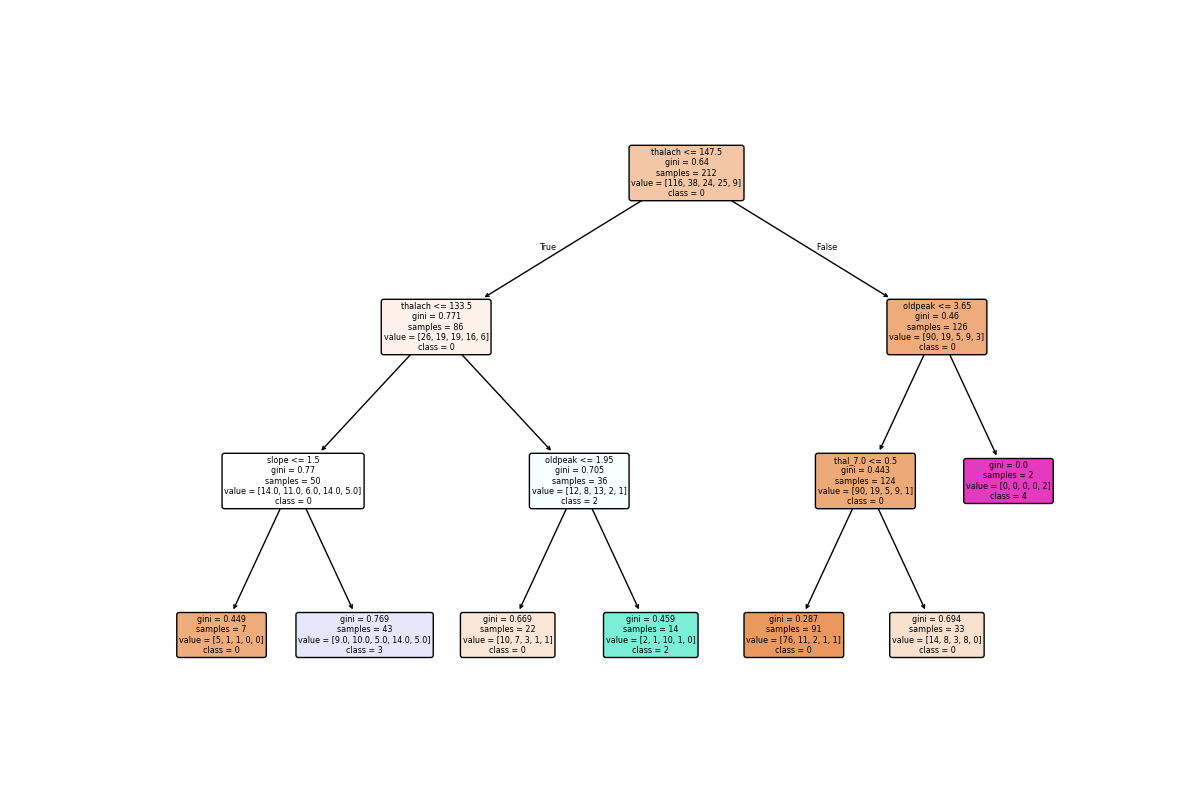 thalach <= 147.5
gini = 0.64
samples = 212
value = [116, 38, 24, 25, 9]
class = 0
True
False
thalach <= 133.5
gini = 0.771
samples = 86
value = [26, 19, 19, 16, 6]
class = 0
oldpeak <= 3.65
gini = 0.46
samples = 126
value = [90, 19, 5, 9, 3]
class = 0
slope <= 1.5
gini = 0.77
samples = 50
value = [14.0, 11.0, 6.0, 14.0, 5.0]
class = 0
oldpeak <= 1.95
gini = 0.705
samples = 36
value = [12, 8, 13, 2, 1]
class = 2
thal_7.0 <= 0.5
gini = 0.443
samples = 124
value = [90, 19, 5, 9, 1]
class = 0
gini = 0.0
samples = 2
value = [0, 0, 0, 0, 2]
class = 4
gini = 0.449
samples = 7
value = [5, 1, 1, 0, 0]
class = 0
gini = 0.769
samples = 43
value = [9.0, 10.0, 5.0, 14.0, 5.0]
class = 3
gini = 0.669
samples = 22
value = [10, 7, 3, 1, 1]
class = 0
gini = 0.459
samples = 14
value = [2, 1, 10, 1, 0]
class = 2
gini = 0.287
samples = 91
value = [76, 11, 2, 1, 1]
class = 0
gini = 0.694
samples = 33
value = [14, 8, 3, 8, 0]
class = 0